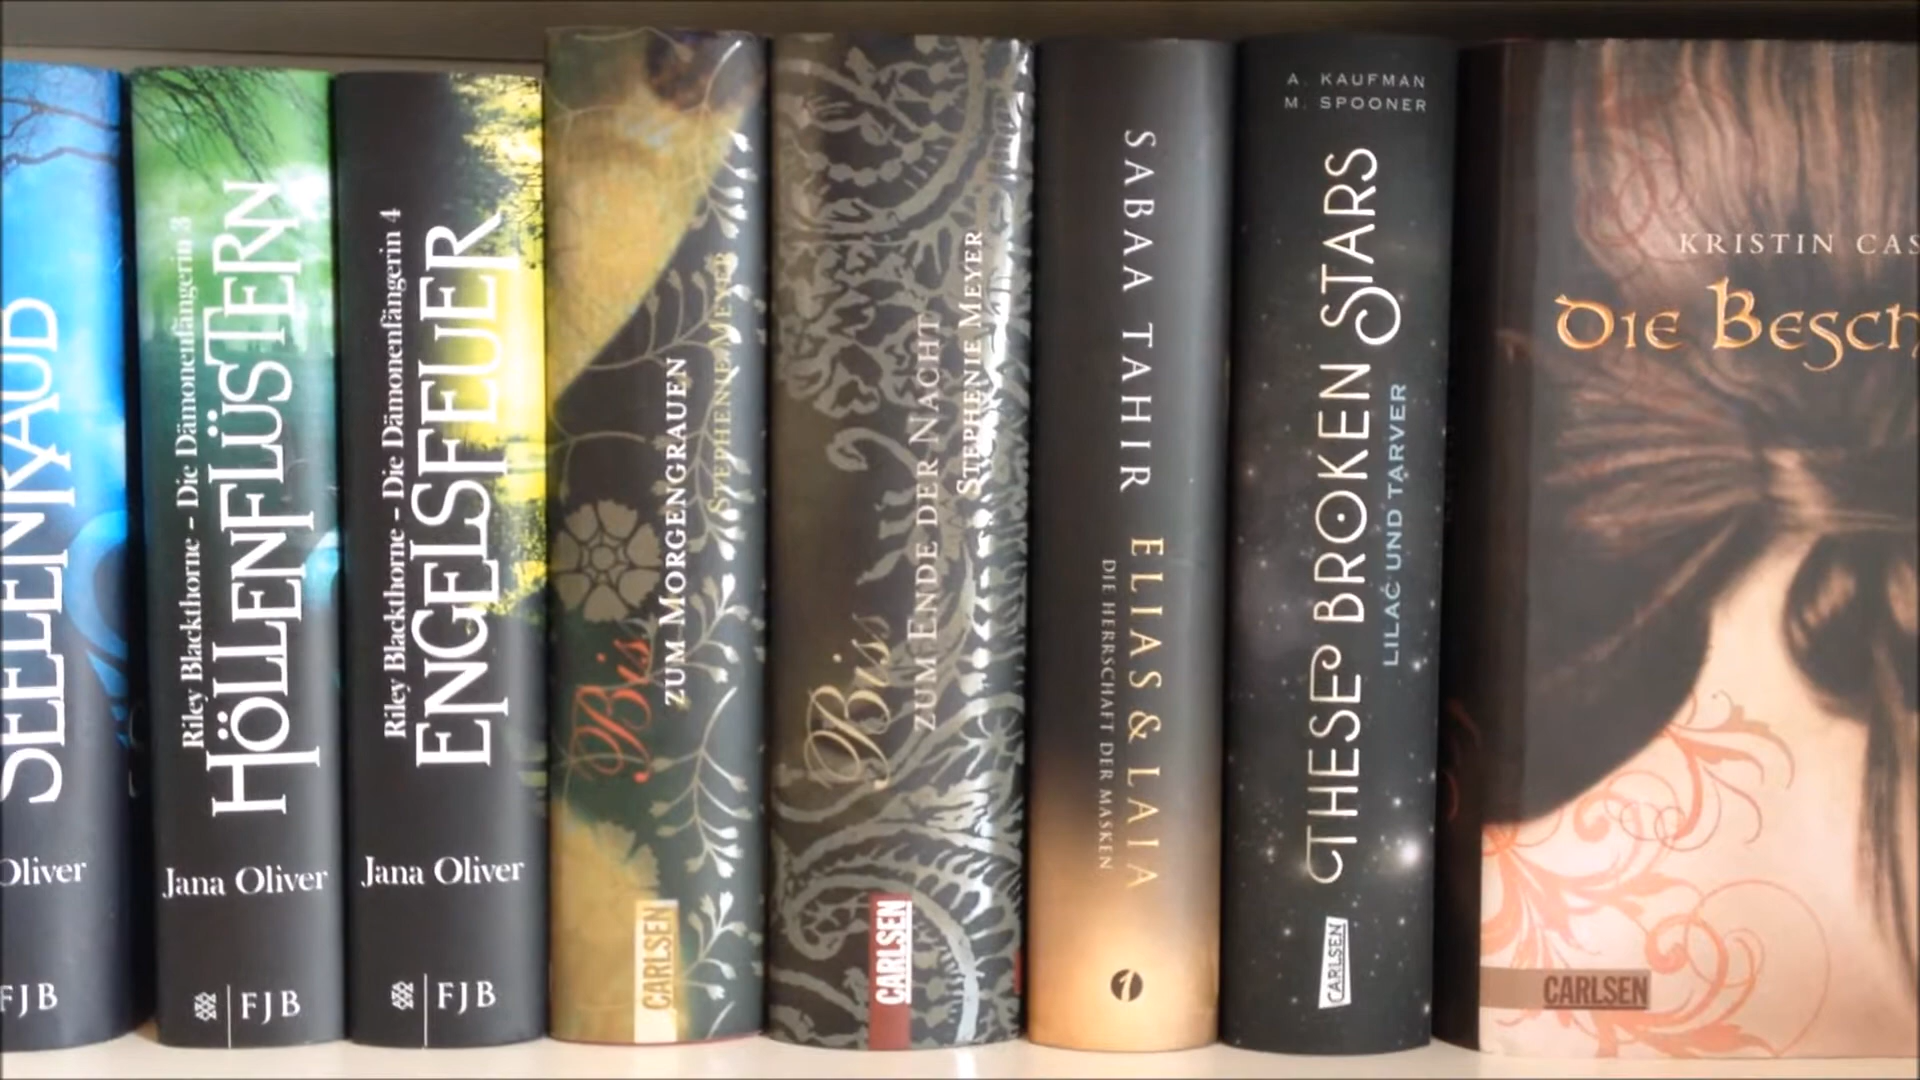 SEELENRAUB
Oliver
FJB
Riley Blackthorne - Die Dämonenfängerin 3
HÖLLENFLÜSTERN
Jana Oliver
FJB
Riley Blackthorne - Die Dämonenfängerin 4
ENGELSFEUER
Jana Oliver
FJB
Bis
ZUM MORGENGRAUEN
STEPHENIE MEYER
CARLSEN
Bis
ZUM ENDE DER NACHT
STEPHENIE MEYER
CARLSEN
SABAA TAHIR
ELIAS & LAIA
DIE HERRSCHAFT DER MASKEN
1
A. KAUFMAN
M. SPOONER
THESE BROKEN STARS
LILAC UND TARVER
CARLSEN
KRISTIN CAS
DIE BESCH
CARLSEN